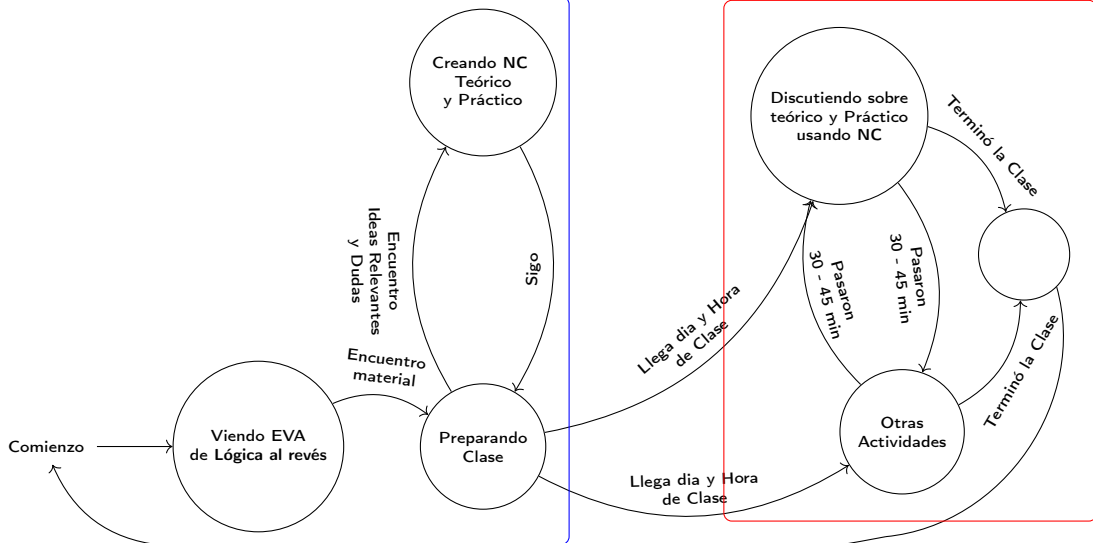 Creando NC
Teórico
y Práctico
Discutiendo sobre
teórico y Práctico
usando NC
Terminó la Clase
Encuentro
Ideas Relevantes
y Dudas
Sigo
Pasaron
30 - 45 min
Pasaron
30 - 45 min
Llega dia y Hora
de Clase
Encuentro
material
Terminó la Clase
Comienzo
Viendo EVA
de Lógica al revés
Preparando
Clase
Otras
Actividades
Llega dia y Hora
de Clase